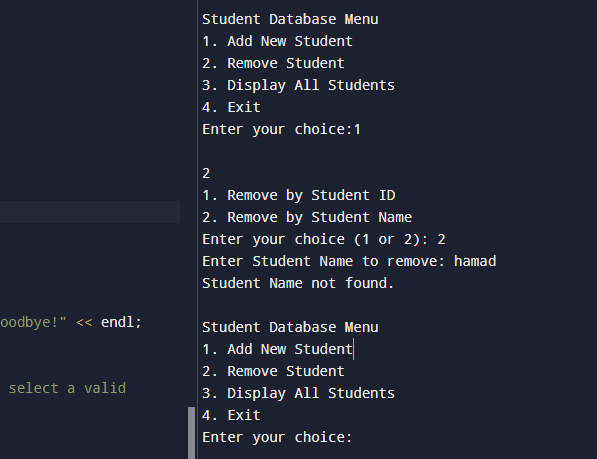 Student Database Menu
1. Add New Student
2. Remove Student
3. Display All Students
4. Exit
Enter your choice:1
2
1. Remove by Student ID
2. Remove by Student Name
Enter your choice (1 or 2): 2
Enter Student Name to remove: hamad
Student Name not found.
oodbye!" << endl;
Student Database Menu
1. Add New Student
2. Remove Student
select a valid
3. Display All Students
4. Exit
Enter your choice: